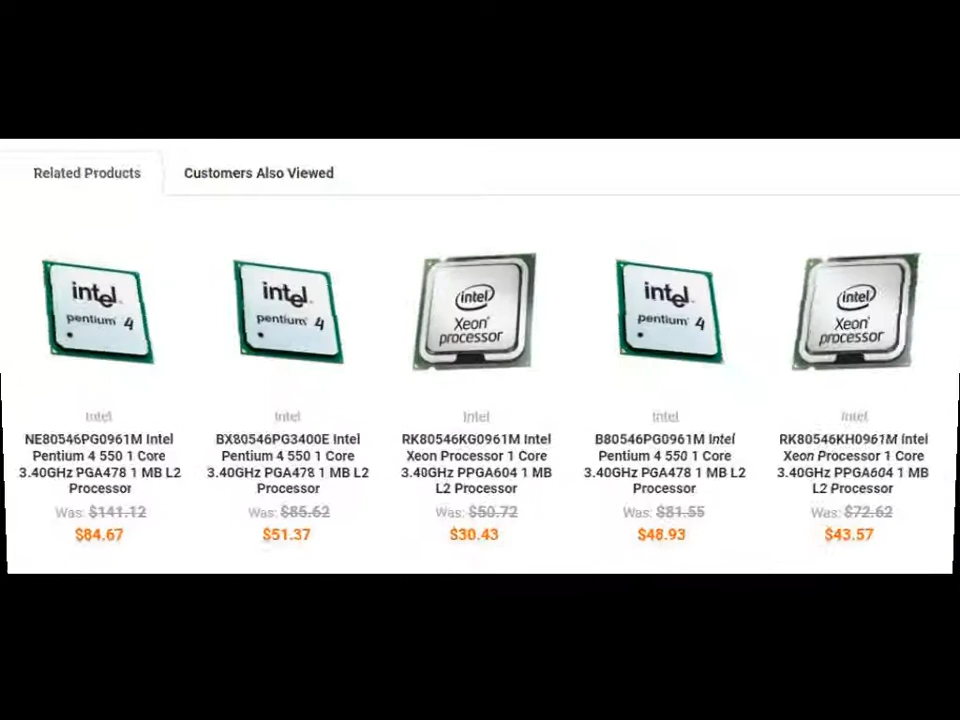 Related Products
Customers Also Viewed
intel
pentium 4
intel
pentium 4
intel
Xeon
processor
intel
pentium 4
intel
Xeon
processor
Intel
Intel
Intel
Intel
Intel
NE80546PG0961M Intel
Pentium 4 550 1 Core
3.40GHz PGA478 1 MB L2
Processor
Was: $141.12
$84.67
BX80546PG3400E Intel
Pentium 4 550 1 Core
3.40GHz PGA478 1 MB L2
Processor
Was: $85.62
$51.37
RK80546KG0961M Intel
Xeon Processor 1 Core
3.40GHz PPGA604 1 MB
L2 Processor
Was: $50.72
$30.43
B80546PG0961M Intel
Pentium 4 550 1 Core
3.40GHz PGA478 1 MB L2
Processor
Was: $81.55
$48.93
RK80546KH0961M Intel
Xeon Processor 1 Core
3.40GHz PPGA604 1 MB
L2 Processor
Was: $72.62
$43.57